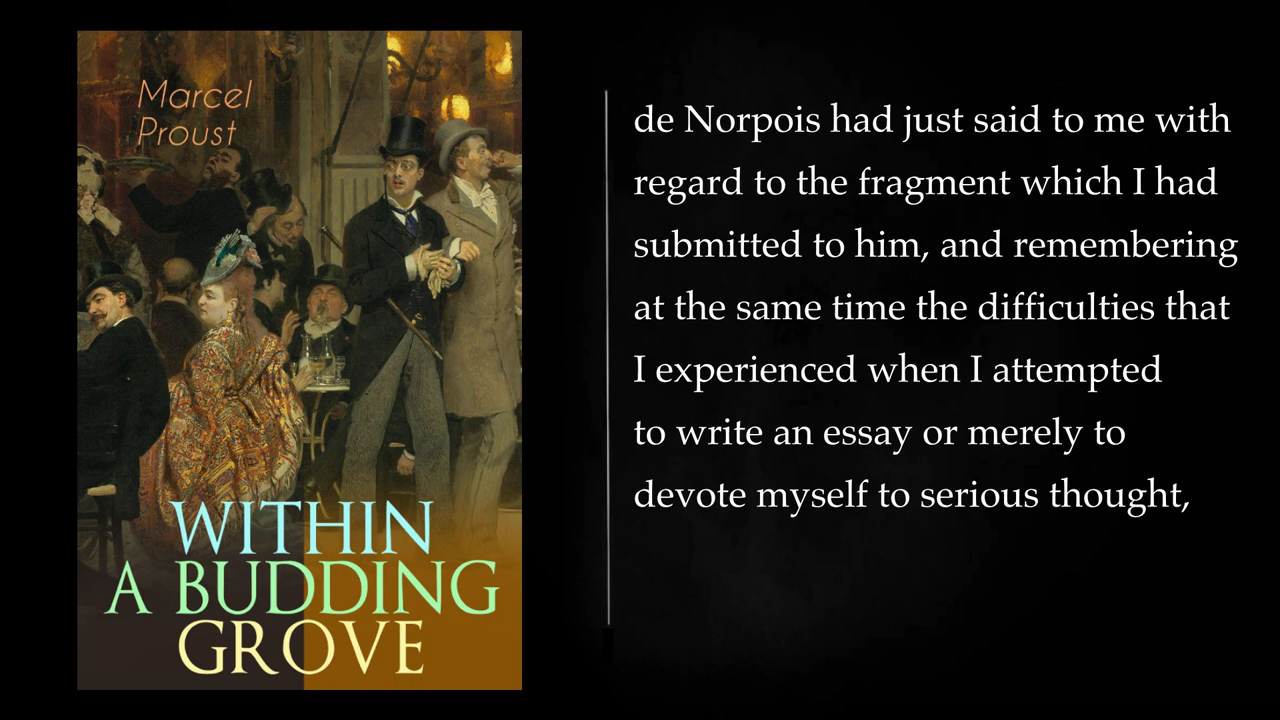 Marcel
Proust
WITHIN
A BUDDING
GROVE
de Norpois had just said to me with
regard to the fragment which I had
submitted to him, and remembering
at the same time the difficulties that
I experienced when I attempted
to write an essay or merely to
devote myself to serious thought,